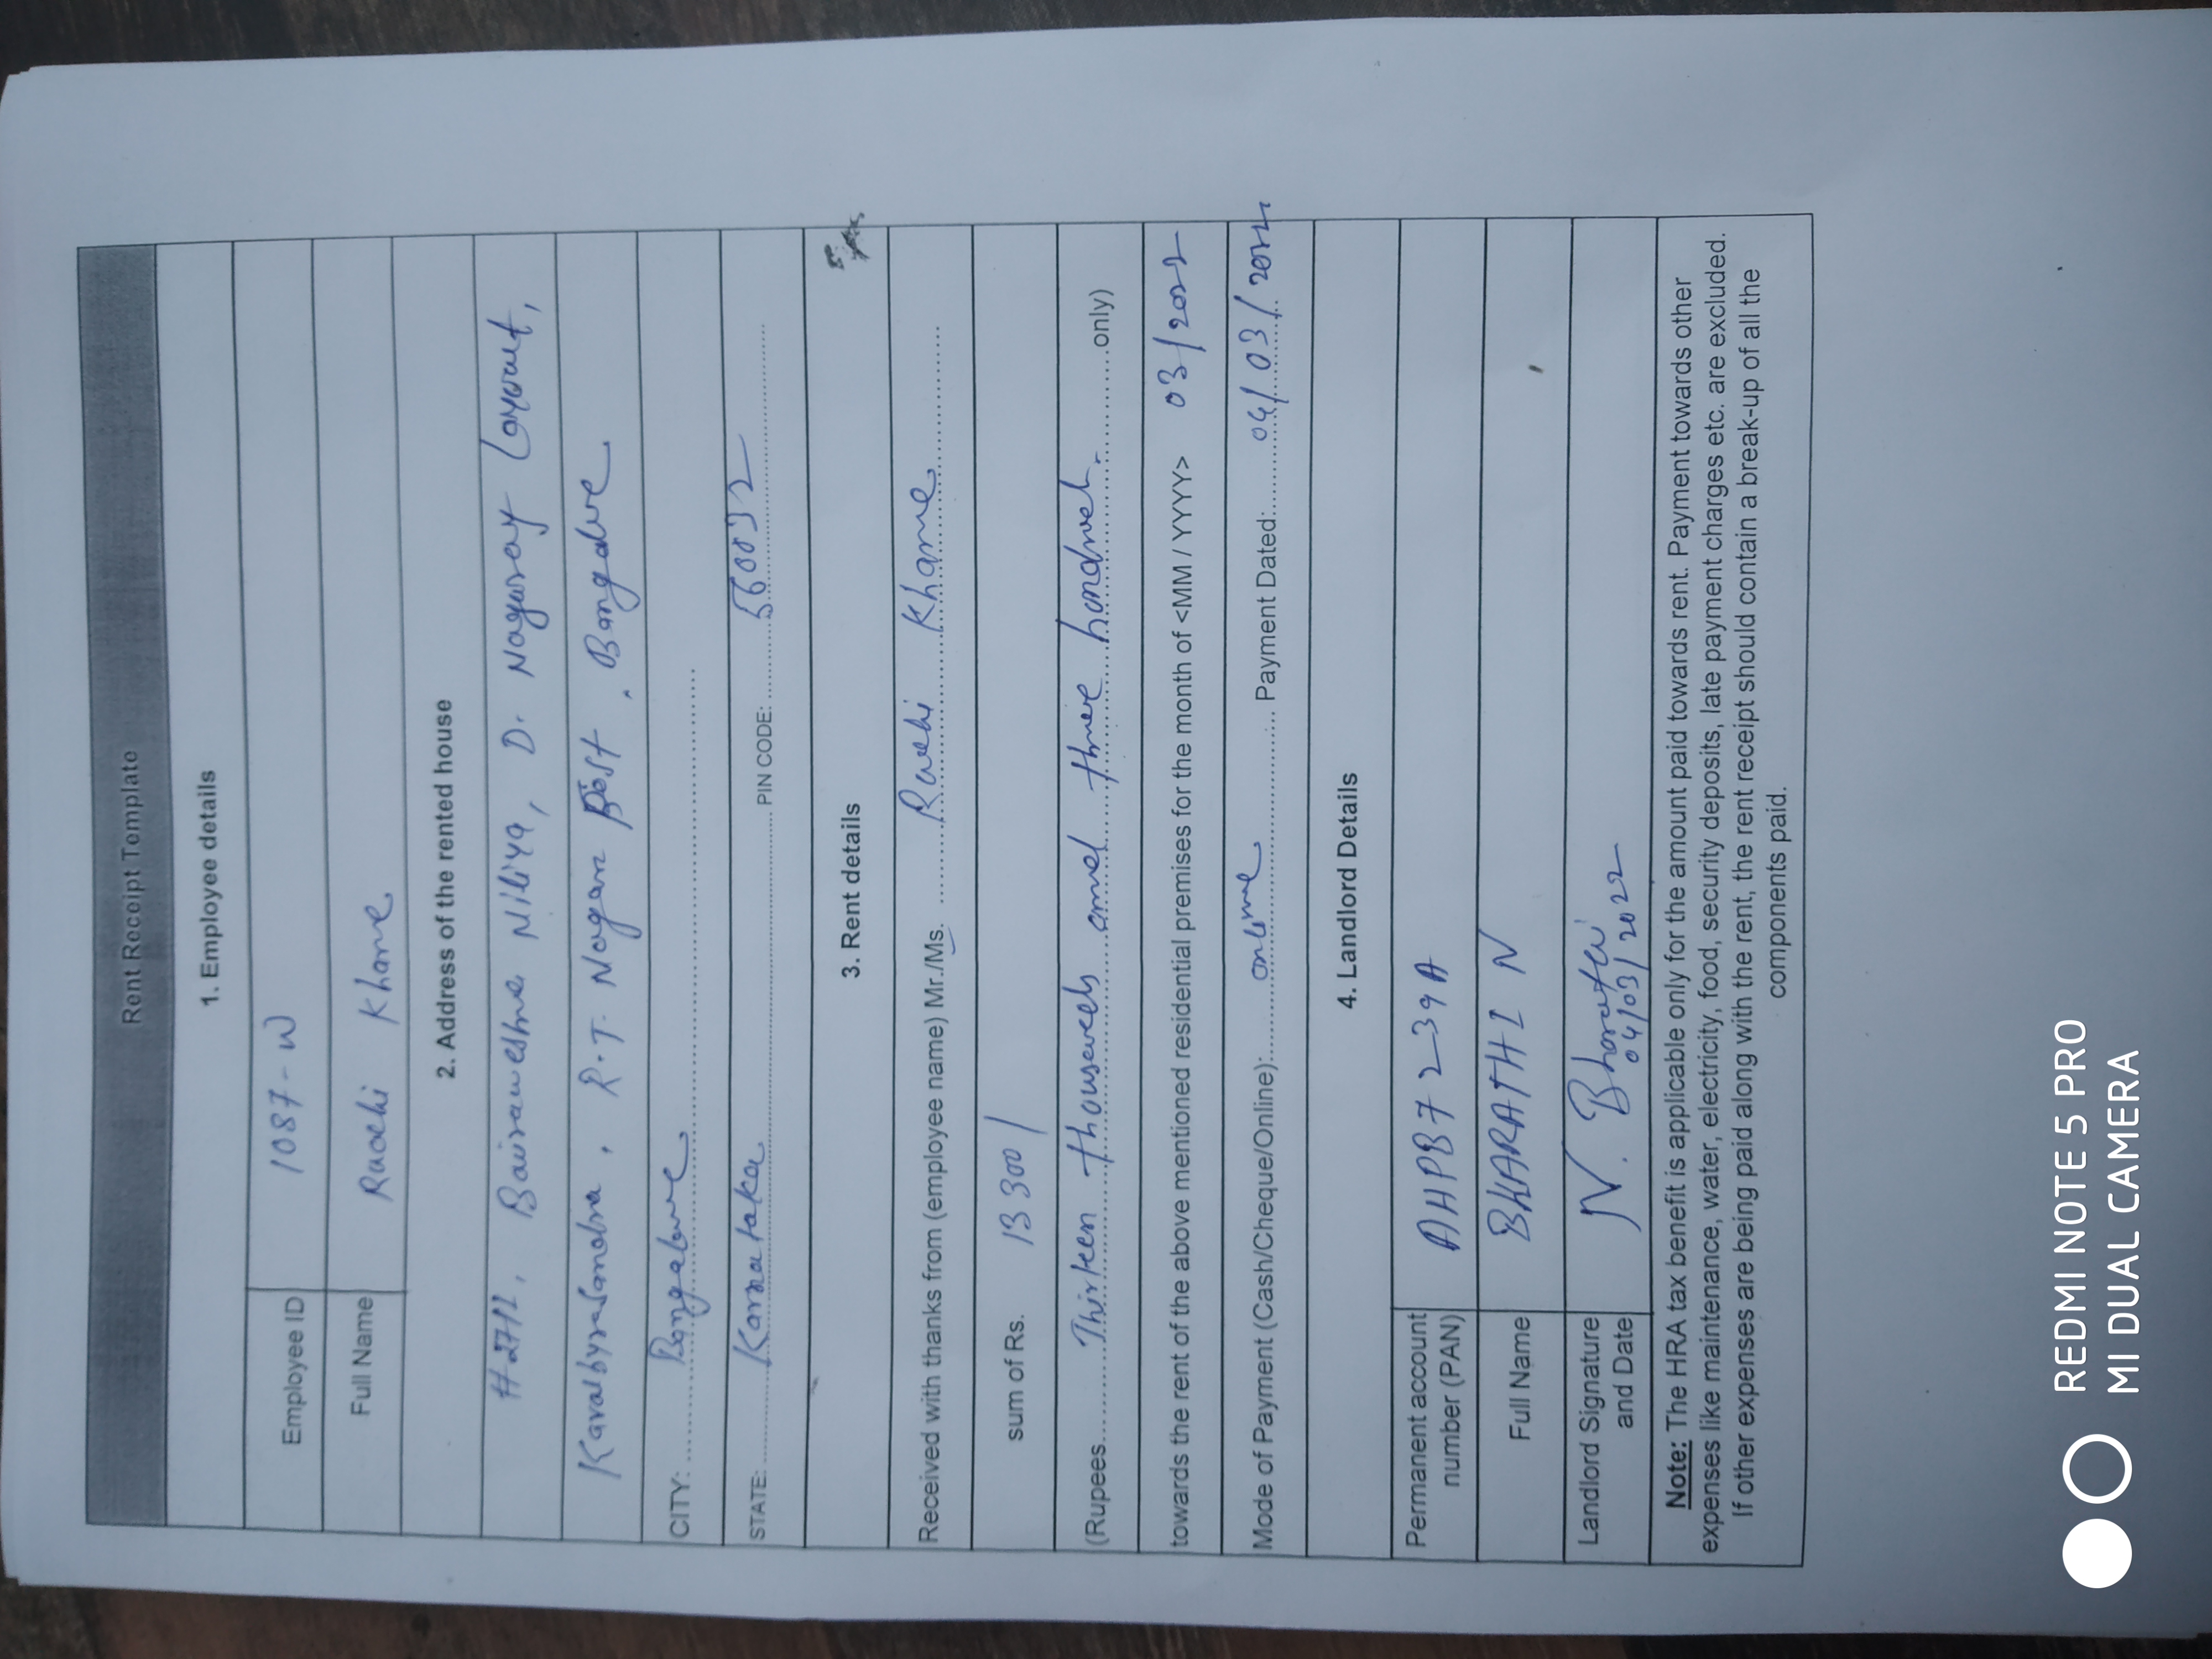 Rent Receipt Template
1. Employee details
Employee ID 1087-W
Full Name Khare
2. Address of the rented house
Niliya, D. Nagaraj Layout,
Kavalbyrasandra, R.T. Nagar Post, Bangalore
CITY: Bangalore
STATE: Karnataka PIN CODE: 560032
3. Rent details
Received with thanks from (employee name) Mr./Ms. Khare
sum of Rs. 13300/
(Rupees Thirteen thousands and three hundred only)
towards the rent of the above mentioned residential premises for the month of <MM / YYYY> 03/2022
Mode of Payment (Cash/Cheque/Online): online Payment Dated: 04/03/2022
4. Landlord Details
Permanent account
number (PAN) AHPB7239A
Full Name BHARATHI N
Landlord Signature N. Bharathi
and Date 04/03/2022
Note: The HRA tax benefit is applicable only for the amount paid towards rent. Payment towards other
expenses like maintenance, water, electricity, food, security deposits, late payment charges etc. are excluded.
If other expenses are being paid along with the rent, the rent receipt should contain a break-up of all the
components paid.
REDMI NOTE 5 PRO
MI DUAL CAMERA